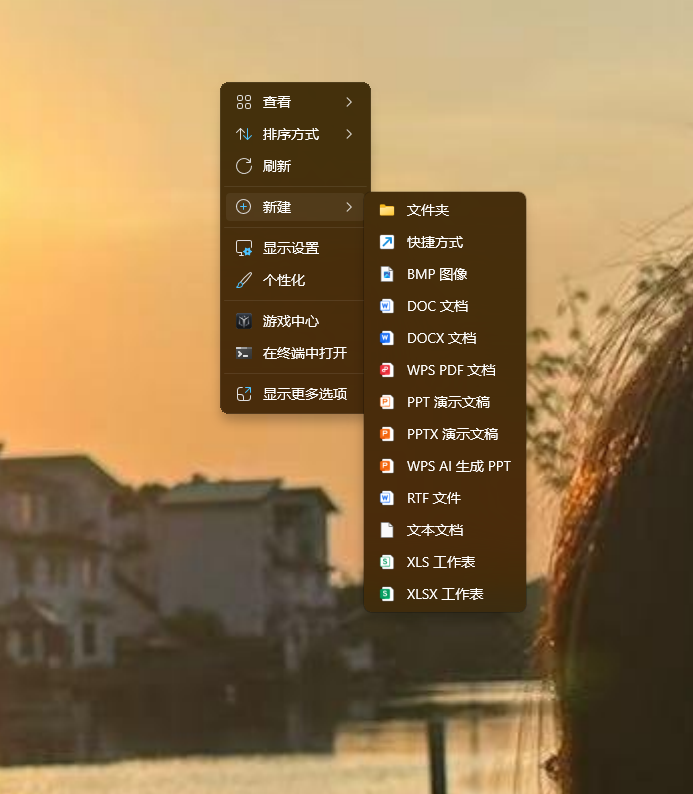 查看
排序方式
刷新
新建
显示设置
个性化
游戏中心
在终端中打开
显示更多选项
文件夹
快捷方式
BMP 图像
DOC 文档
DOCX 文档
WPS PDF 文档
PPT 演示文稿
PPTX 演示文稿
WPS AI 生成 PPT
RTF 文件
文本文档
XLS 工作表
XLSX 工作表